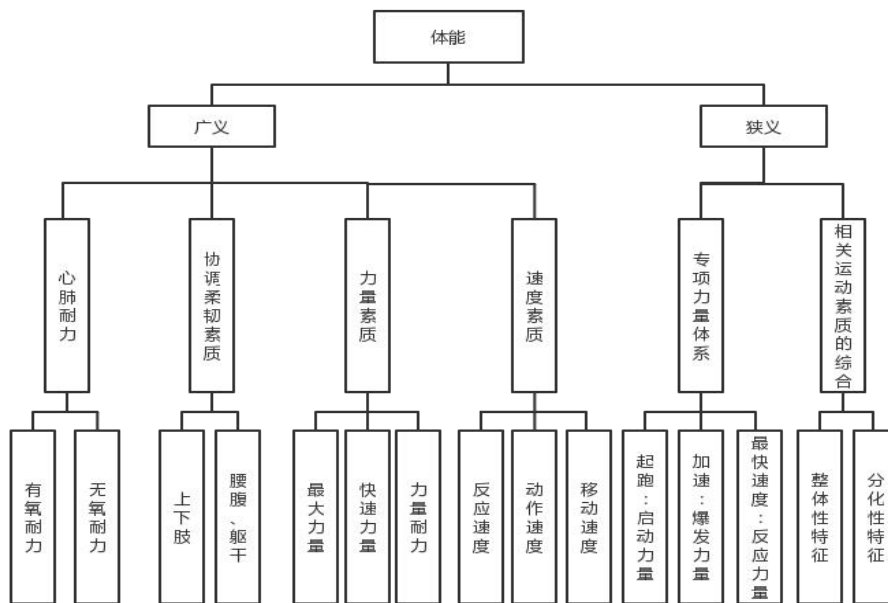 体能
广义
狭义
心肺耐力
协调柔韧素质
力量素质
速度素质
专项力量体系
相关运动素质的综合
有氧耐力
无氧耐力
上下肢
腰腹、躯干
最大力量
快速力量
力量耐力
反应速度
动作速度
移动速度
起跑：启动力量
加速：爆发力量
最快速度：反应力量
整体性特征
分化性特征